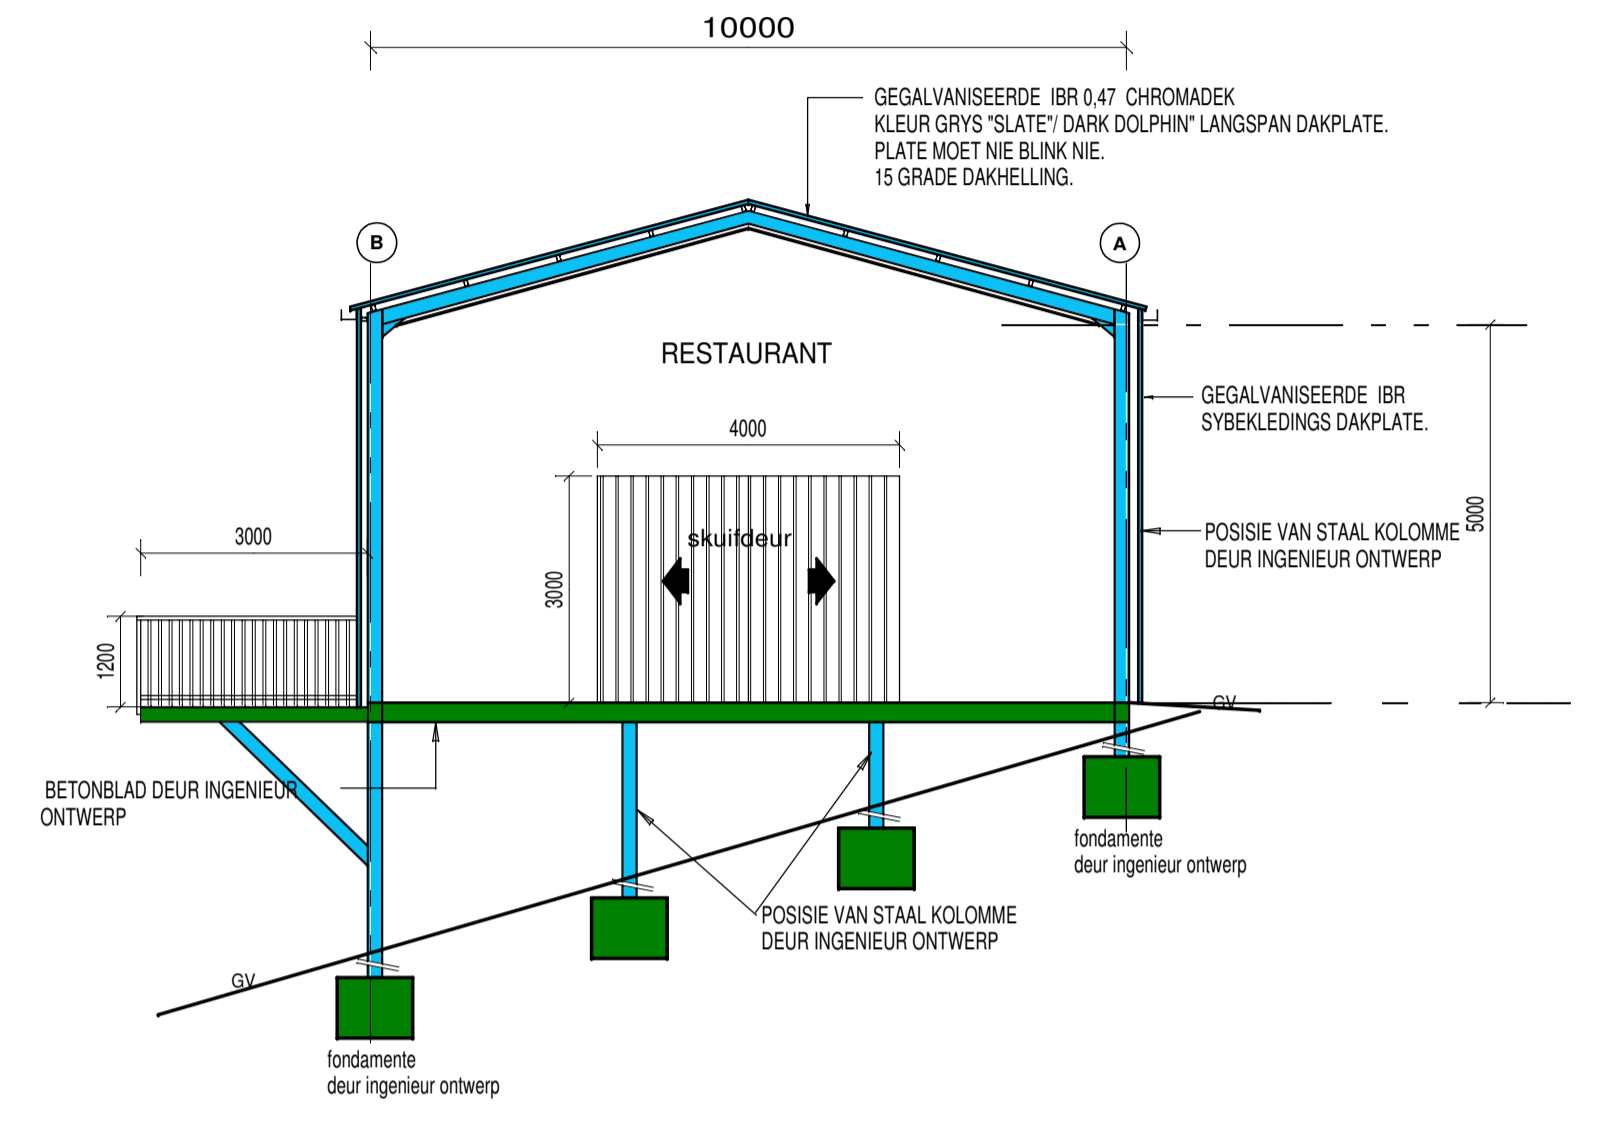 10000
GEGALVANISEERDE IBR 0,47 CHROMADEK
KLEUR GRYS "SLATE"/ DARK DOLPHIN" LANGSPAN DAKPLATE.
PLATE MOET NIE BLINK NIE.
15 GRADE DAKHELLING.
B
A
RESTAURANT
GEGALVANISEERDE IBR
SYBEKLEDINGS DAKPLATE.
4000
5000
POSISIE VAN STAAL KOLOMME
DEUR INGENIEUR ONTWERP
3000
skuifdeur
3000
1200
GV
BETONBLAD DEUR INGENIEUR
ONTWERP
fondamente
deur ingenieur ontwerp
POSISIE VAN STAAL KOLOMME
DEUR INGENIEUR ONTWERP
GV
fondamente
deur ingenieur ontwerp